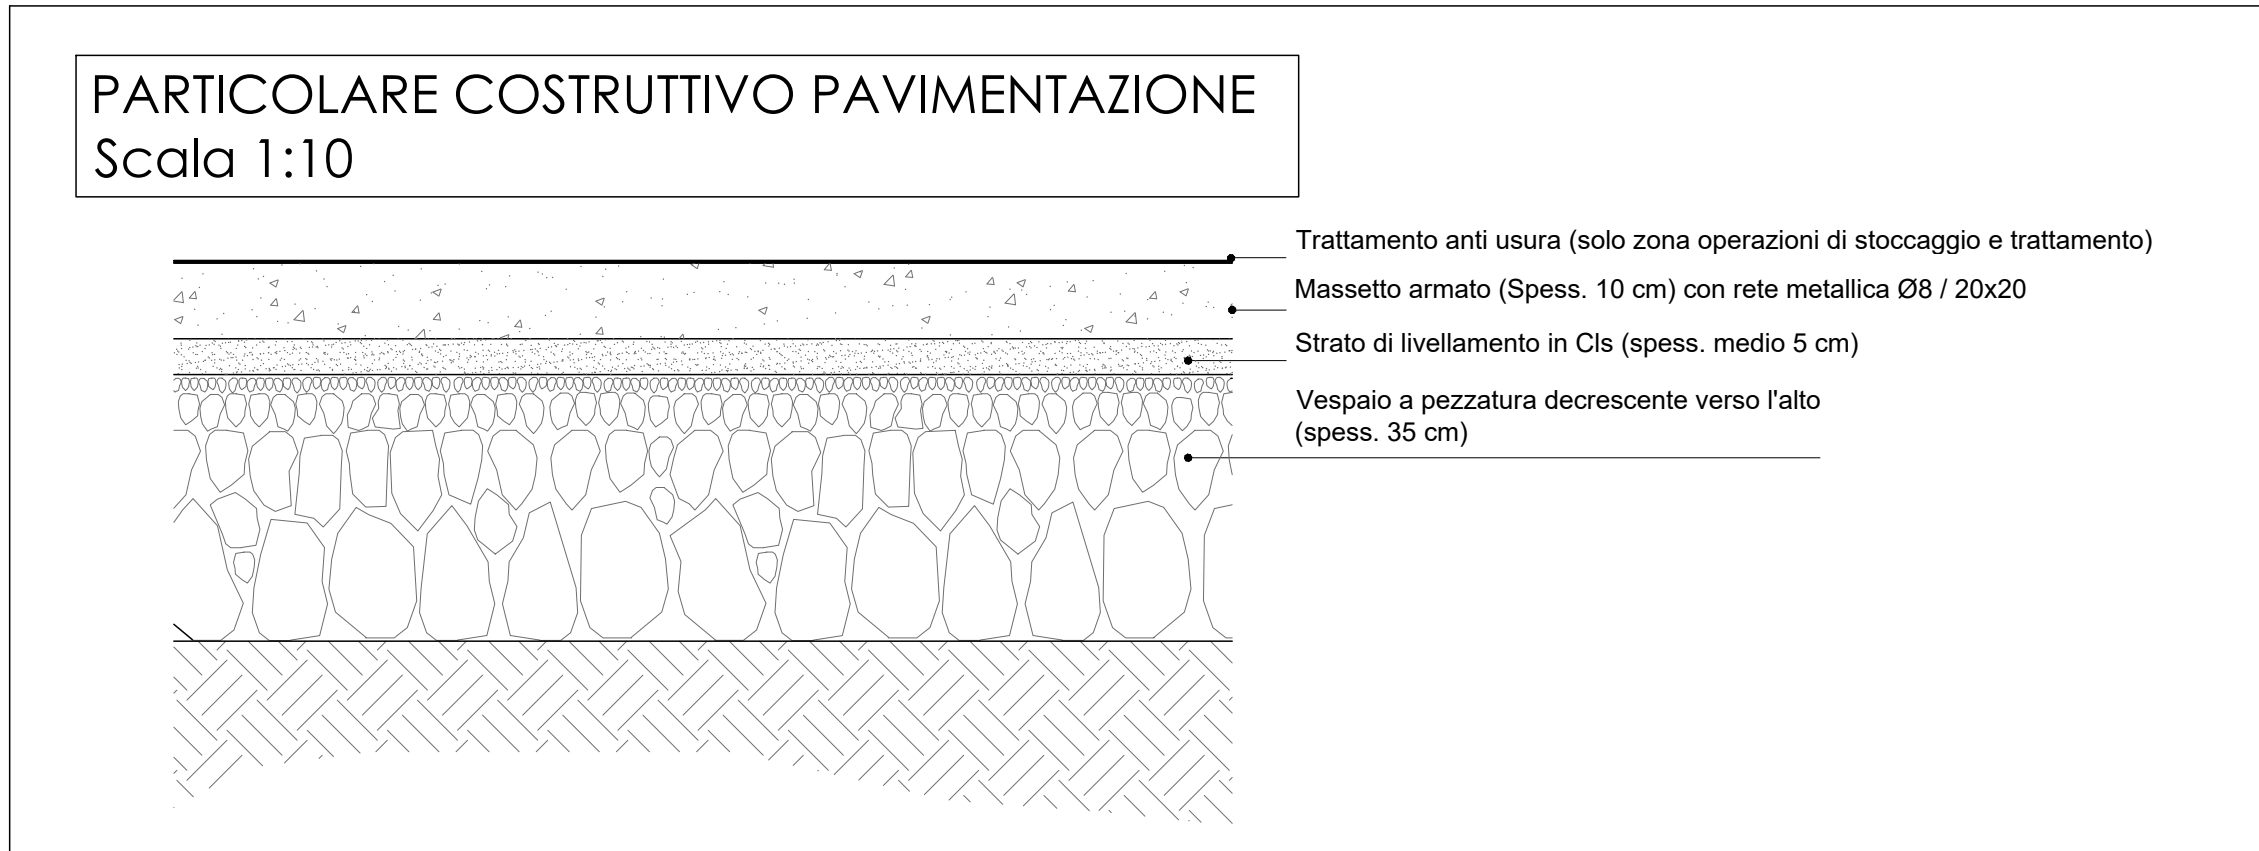 PARTICOLARE COSTRUTTIVO PAVIMENTAZIONE
Scala 1:10
Trattamento anti usura (solo zona operazioni di stoccaggio e trattamento)
Massetto armato (Spess. 10 cm) con rete metallica Ø8 / 20x20
Strato di livellamento in Cls (spess. medio 5 cm)
Vespaio a pezzatura decrescente verso l'alto
(spess. 35 cm)